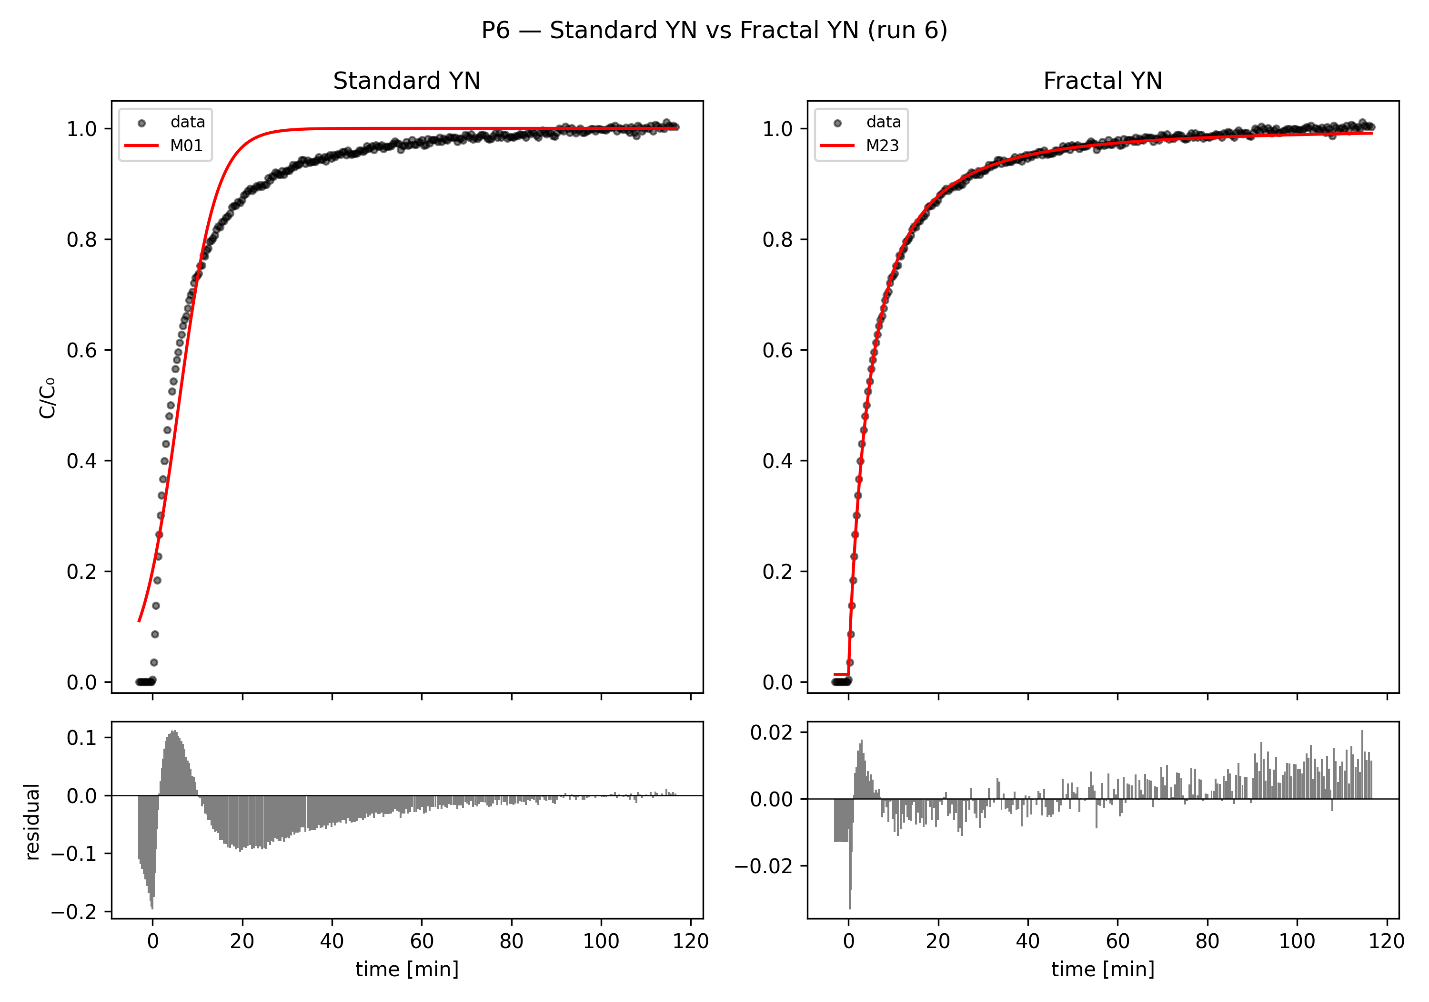 P6 — Standard YN vs Fractal YN (run 6)
Standard YN
Fractal YN
data
M01
data
M23
C/C₀
1.0
0.8
0.6
0.4
0.2
0.0
1.0
0.8
0.6
0.4
0.2
0.0
residual
0.1
0.0
−0.1
−0.2
0.02
0.00
−0.02
0 20 40 60 80 100 120
0 20 40 60 80 100 120
time [min]
time [min]